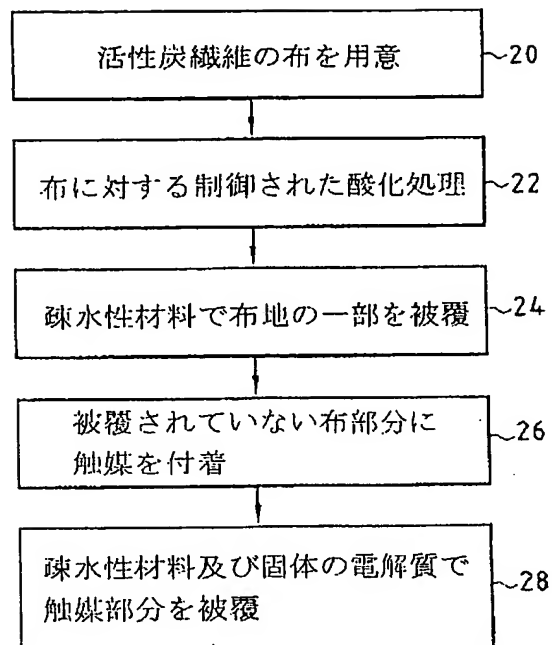 活性炭繊維の布を用意
20
布に対する制御された酸化処理
22
疎水性材料で布地の一部を被覆
24
被覆されていない布部分に
触媒を付着
26
疎水性材料及び固体の電解質で
触媒部分を被覆
28